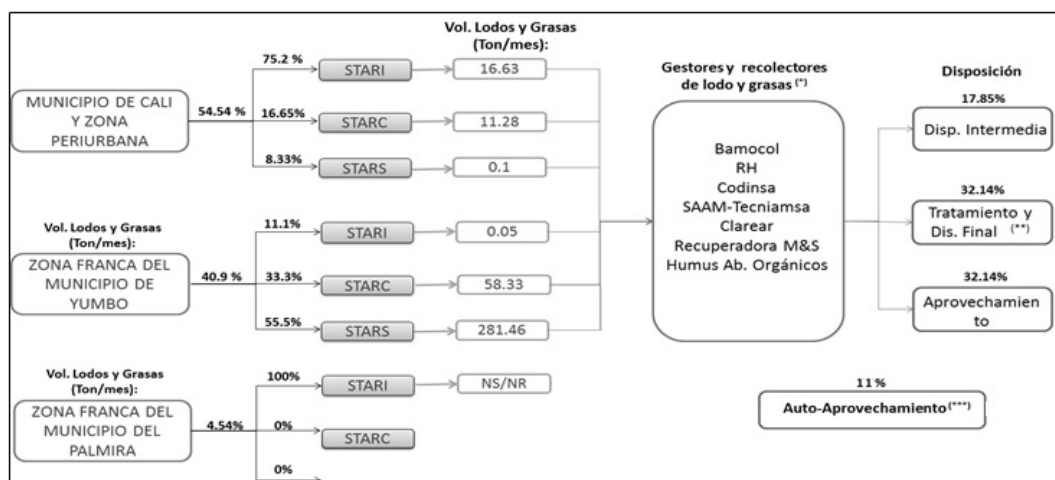 Vol. Lodos y Grasas
(Ton/mes):
75.2 %
STARI
16.63
MUNICIPIO DE CALI
Y ZONA
PERIURBANA
54.54 %
16.65%
STARC
11.28
8.33%
STARS
0.1
Vol. Lodos y Grasas
(Ton/mes):
ZONA FRANCA DEL
MUNICIPIO DE
YUMBO
40.9 %
11.1%
STARI
0.05
33.3%
STARC
58.33
55.5%
STARS
281.46
Vol. Lodos y Grasas
(Ton/mes):
ZONA FRANCA DEL
MUNICIPIO DEL
PALMIRA
4.54%
100%
STARI
NS/NR
0%
STARC
0%
Gestores y recolectores
de lodo y grasas (*)
Bamocol
RH
Codinsa
SAAM-Tecniamsa
Clarear
Recuperadora M&S
Humus Ab. Orgánicos
Disposición
17.85%
Disp. Intermedia
32.14%
Tratamiento y
Dis. Final (**)
32.14%
Aprovechamien
to
11 %
Auto-Aprovechamiento(***)